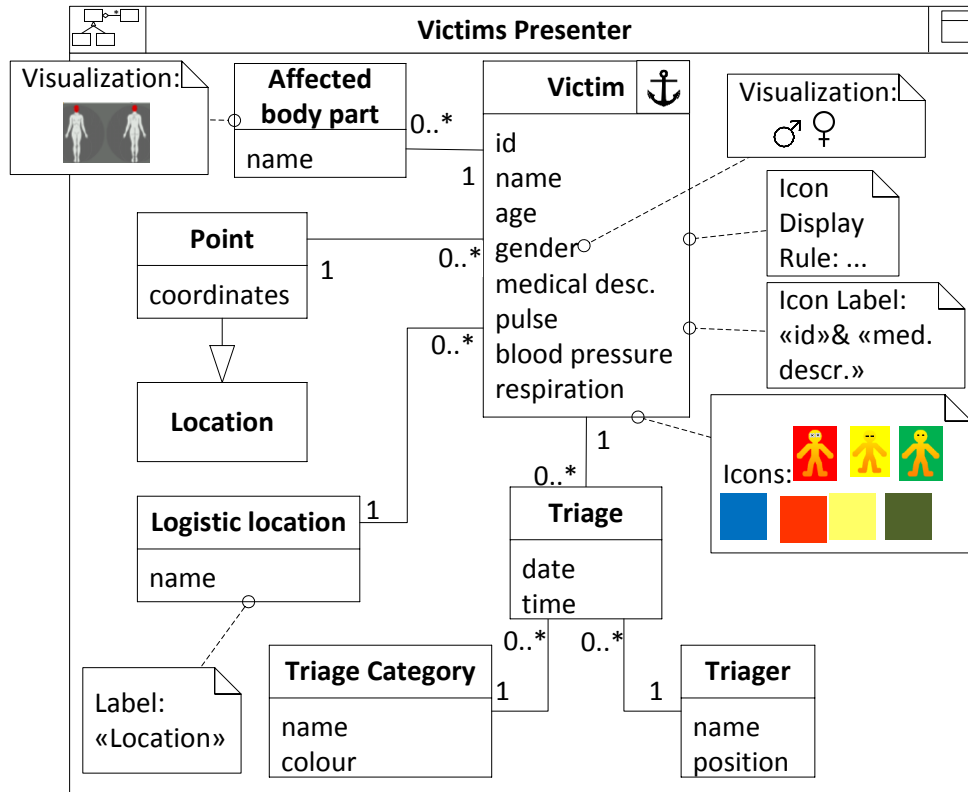 Victims Presenter
Visualization:
Affected
body part
name
0..*
1
Victim
id
name
age
gender
medical desc.
pulse
blood pressure
respiration
Visualization:
♂ ♀
Icon
Display
Rule: ...
Point
coordinates
1
0..*
Icon Label:
«id»& «med.
descr.»
0..*
Location
Icons:
1
0..*
Logistic location
name
1
Triage
date
time
0..*
0..*
Label:
«Location»
Triage Category
name
colour
1
1
Triager
name
position